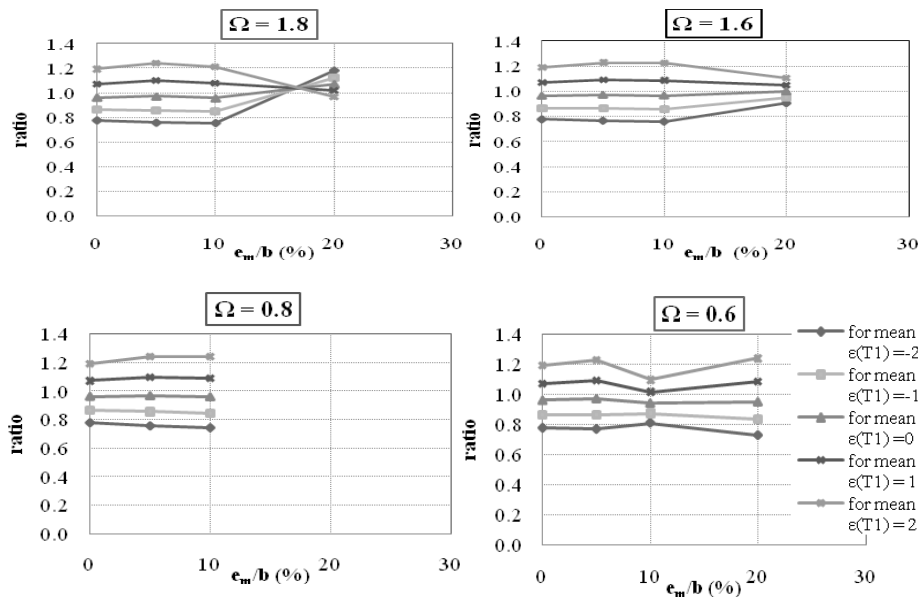 Ω = 1.8
1.4
1.2
1.0
0.8
0.6
0.4
0.2
0.0
ratio
0 10 20 30
e_m/b (%)
Ω = 1.6
1.4
1.2
1.0
0.8
0.6
0.4
0.2
0.0
ratio
0 10 20 30
e_m/b (%)
Ω = 0.8
1.4
1.2
1.0
0.8
0.6
0.4
0.2
0.0
ratio
0 10 20 30
e_m/b (%)
Ω = 0.6
1.4
1.2
1.0
0.8
0.6
0.4
0.2
0.0
ratio
0 10 20 30
e_m/b (%)
for mean
ε(T1) =-2
for mean
ε(T1) =-1
for mean
ε(T1) =0
for mean
ε(T1) = 1
for mean
ε(T1) = 2